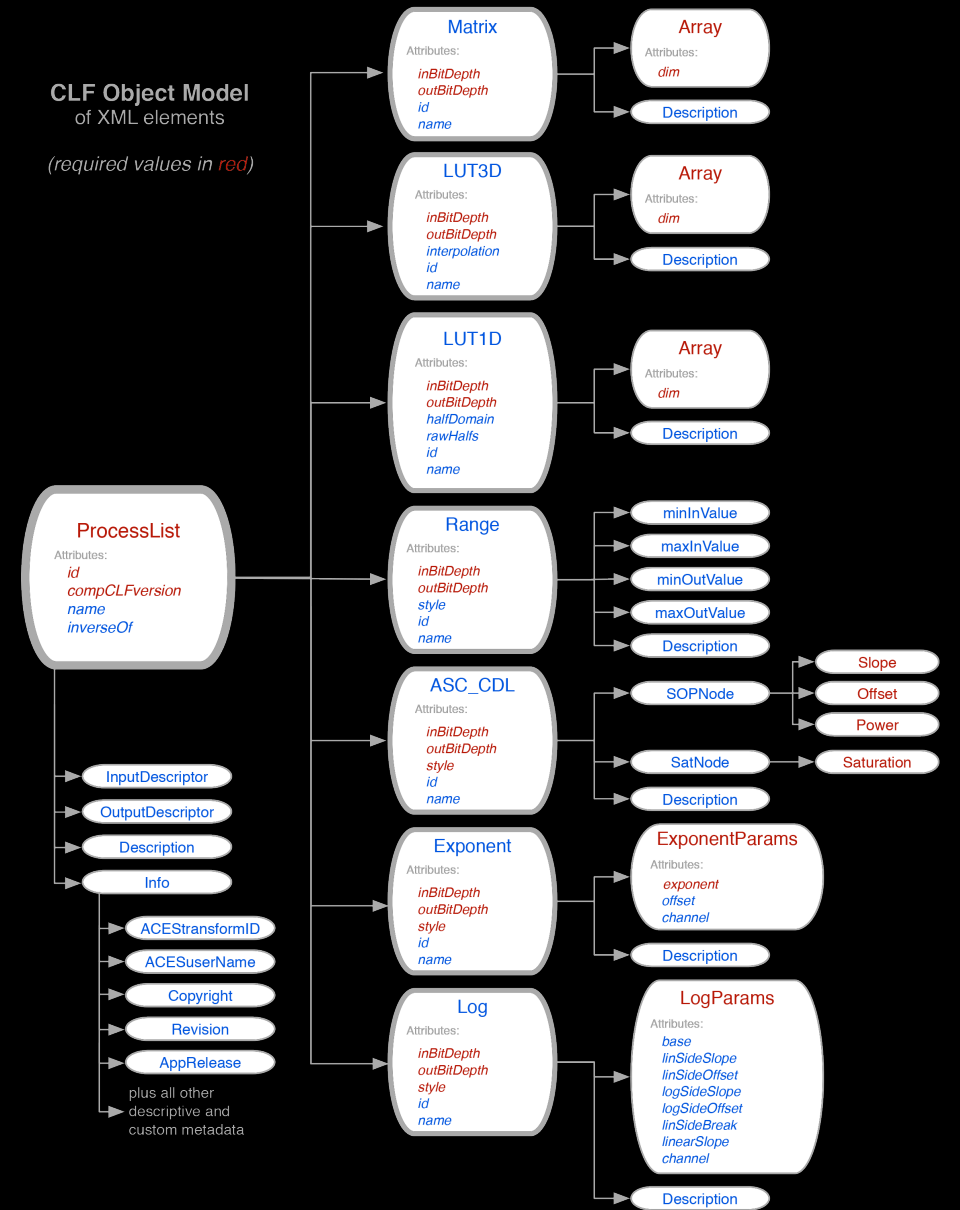 CLF Object Model
of XML elements
(required values in red)
ProcessList
Attributes:
id
compCLFversion
name
inverseOf
InputDescriptor
OutputDescriptor
Description
Info
ACEStransformID
ACESuserName
Copyright
Revision
AppRelease
plus all other
descriptive and
custom metadata
Matrix
Attributes:
inBitDepth
outBitDepth
id
name
Array
Attributes:
dim
Description
LUT3D
Attributes:
inBitDepth
outBitDepth
interpolation
id
name
Array
Attributes:
dim
Description
LUT1D
Attributes:
inBitDepth
outBitDepth
halfDomain
rawHalfs
id
name
Array
Attributes:
dim
Description
Range
Attributes:
inBitDepth
outBitDepth
style
id
name
minInValue
maxInValue
minOutValue
maxOutValue
Description
ASC_CDL
Attributes:
inBitDepth
outBitDepth
style
id
name
SOPNode
Slope
Offset
Power
SatNode
Saturation
Description
Exponent
Attributes:
inBitDepth
outBitDepth
style
id
name
ExponentParams
Attributes:
exponent
offset
channel
Description
Log
Attributes:
inBitDepth
outBitDepth
style
id
name
LogParams
Attributes:
base
linSideSlope
linSideOffset
logSideSlope
logSideOffset
linSideBreak
linearSlope
channel
Description